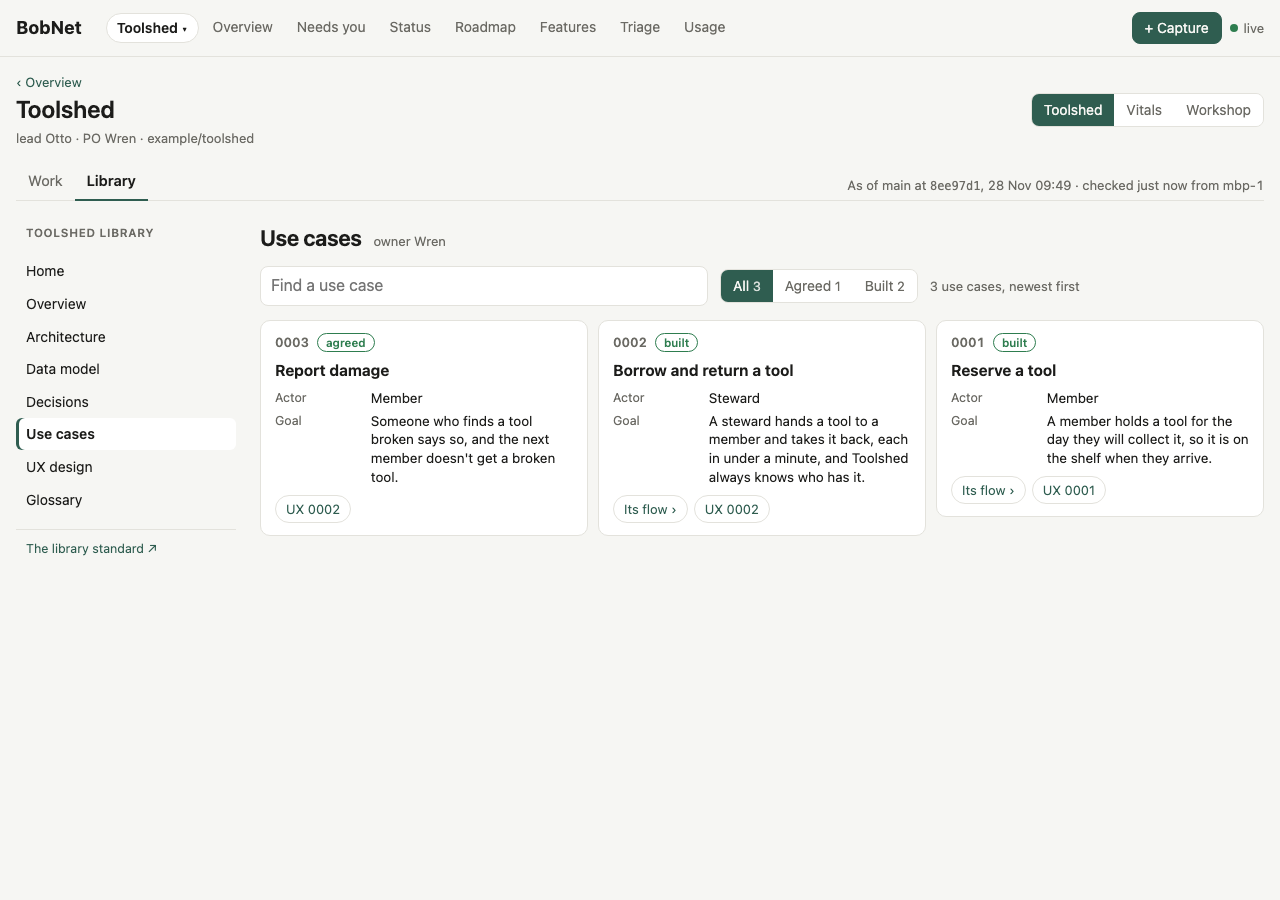 BobNet
Toolshed ▾
Overview
Needs you
Status
Roadmap
Features
Triage
Usage
+ Capture
live
‹ Overview
Toolshed
lead Otto · PO Wren · example/toolshed
Toolshed
Vitals
Workshop
Work
Library
As of main at 8ee97d1, 28 Nov 09:49 · checked just now from mbp-1
TOOLSHED LIBRARY
Home
Overview
Architecture
Data model
Decisions
Use cases
UX design
Glossary
The library standard ↗
Use cases
owner Wren
Find a use case
All 3
Agreed 1
Built 2
3 use cases, newest first
0003 agreed
Report damage
Actor Member
Goal Someone who finds a tool
broken says so, and the next
member doesn't get a broken
tool.
UX 0002
0002 built
Borrow and return a tool
Actor Steward
Goal A steward hands a tool to a
member and takes it back, each
in under a minute, and Toolshed
always knows who has it.
Its flow › UX 0002
0001 built
Reserve a tool
Actor Member
Goal A member holds a tool for the
day they will collect it, so it is on
the shelf when they arrive.
Its flow › UX 0001